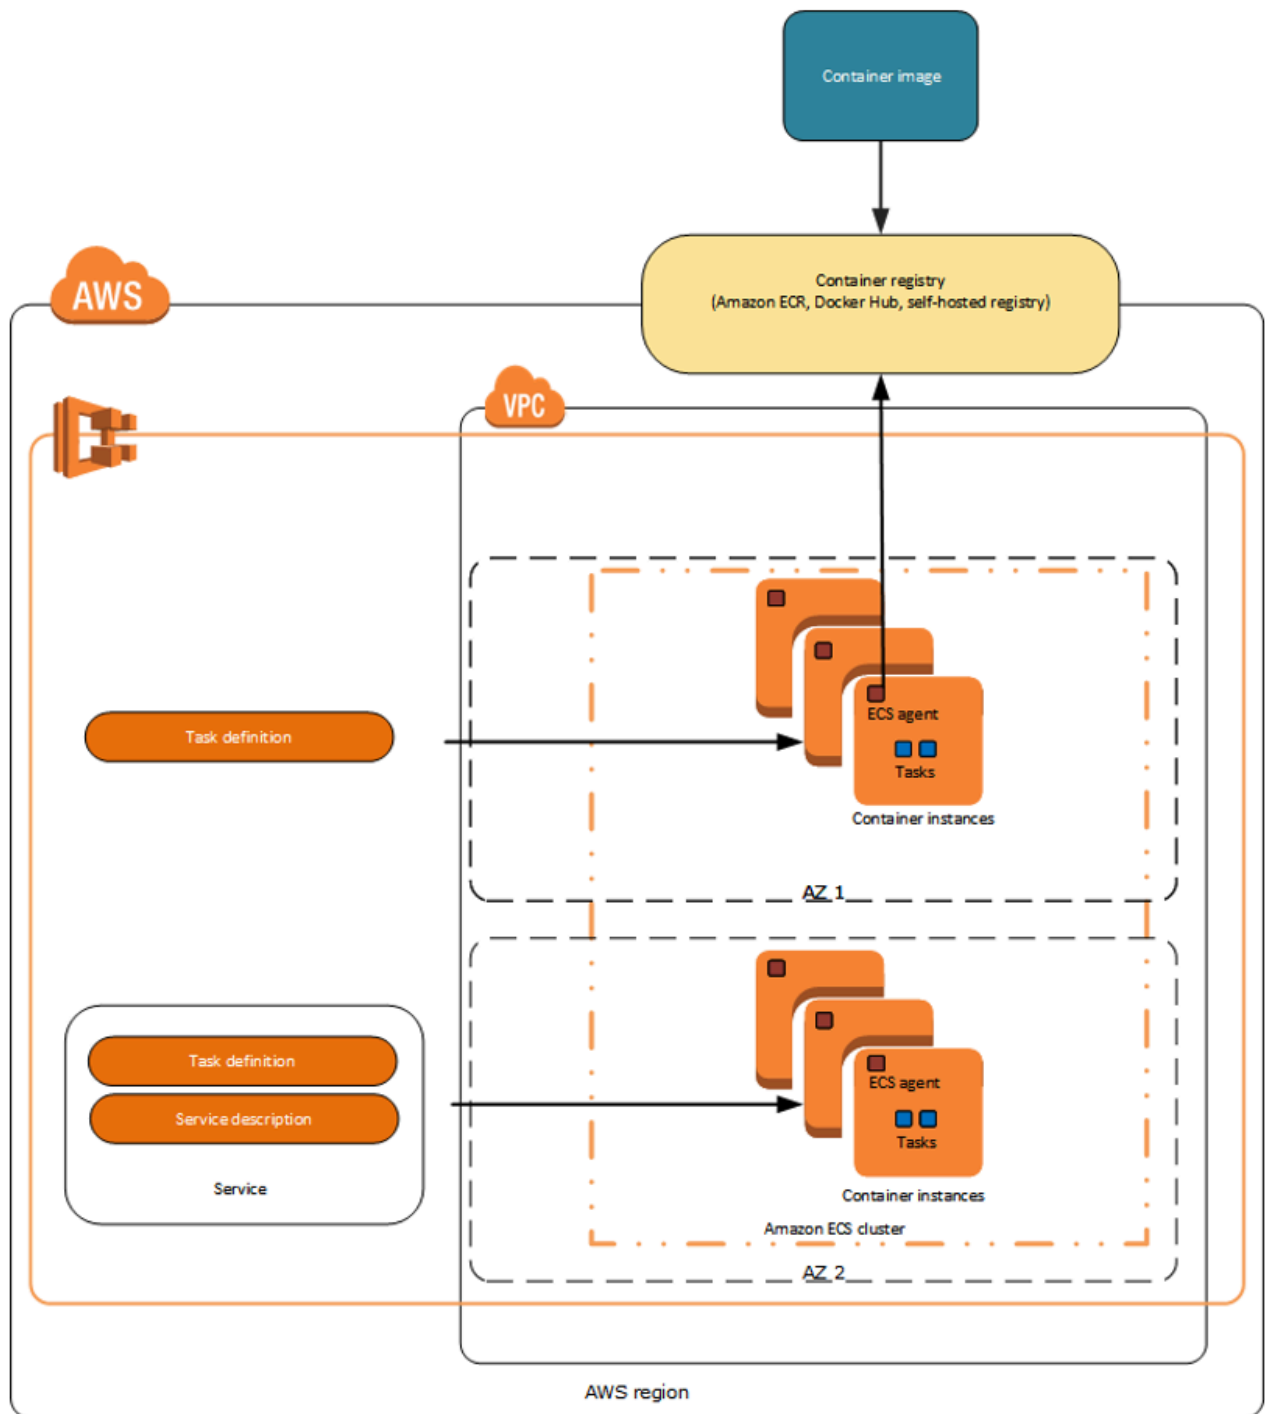 Container image
Container registry
(Amazon ECR, Docker Hub, self-hosted registry)
AWS
VPC
ECS agent
Task definition
Tasks
Container instances
AZ 1
Task definition
ECS agent
Service description
Tasks
Service
Container instances
Amazon ECS cluster
AZ 2
AWS region